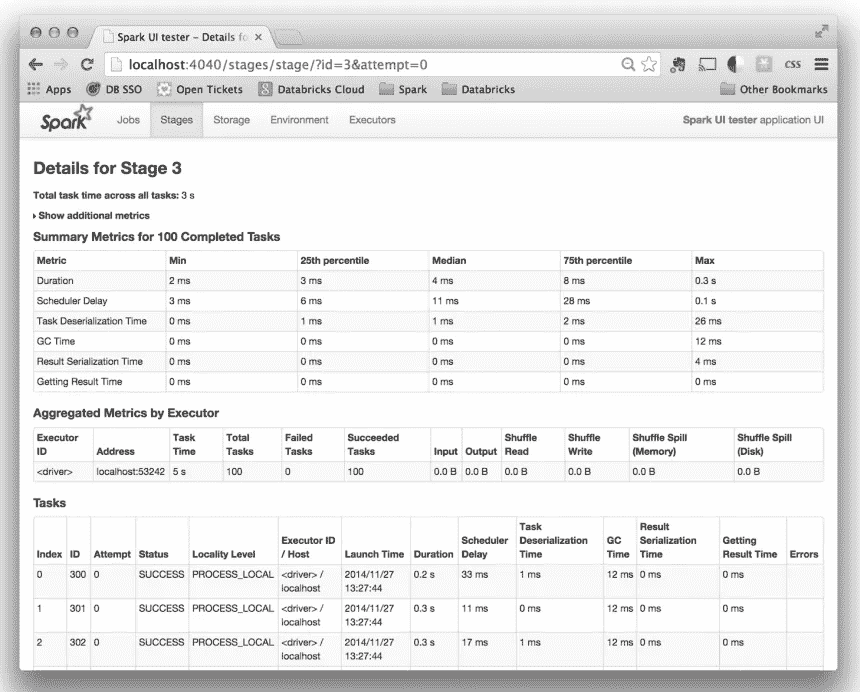 Spark UI tester – Details fo
localhost:4040/stages/stage/?id=3&attempt=0
CSS
Apps DB SSO Open Tickets Databricks Cloud Spark Databricks Other Bookmarks
Spark Jobs Stages Storage Environment Executors Spark UI tester application UI
Details for Stage 3
Total task time across all tasks: 3 s
Show additional metrics
Summary Metrics for 100 Completed Tasks
Metric Min 25th percentile Median 75th percentile Max
Duration 2 ms 3 ms 4 ms 8 ms 0.3 s
Scheduler Delay 3 ms 6 ms 11 ms 28 ms 0.1 s
Task Deserialization Time 0 ms 1 ms 1 ms 2 ms 26 ms
GC Time 0 ms 0 ms 0 ms 0 ms 12 ms
Result Serialization Time 0 ms 0 ms 0 ms 0 ms 4 ms
Getting Result Time 0 ms 0 ms 0 ms 0 ms 0 ms
Aggregated Metrics by Executor
Executor ID Address Task Time Total Tasks Failed Tasks Succeeded Tasks Input Output Shuffle Read Shuffle Write Shuffle Spill (Memory) Shuffle Spill (Disk)
<driver> localhost:53242 5 s 100 0 100 0.0 B 0.0 B 0.0 B 0.0 B 0.0 B 0.0 B
Tasks
Index ID Attempt Status Locality Level Executor ID / Host Launch Time Duration Scheduler Delay Task Deserialization Time GC Time Result Serialization Time Getting Result Time Errors
0 300 0 SUCCESS PROCESS_LOCAL <driver> / localhost 2014/11/27 13:27:44 0.2 s 33 ms 1 ms 12 ms 0 ms 0 ms
1 301 0 SUCCESS PROCESS_LOCAL <driver> / localhost 2014/11/27 13:27:44 0.3 s 11 ms 0 ms 12 ms 0 ms 0 ms
2 302 0 SUCCESS PROCESS_LOCAL <driver> / localhost 2014/11/27 13:27:44 0.3 s 17 ms 1 ms 12 ms 0 ms 0 ms